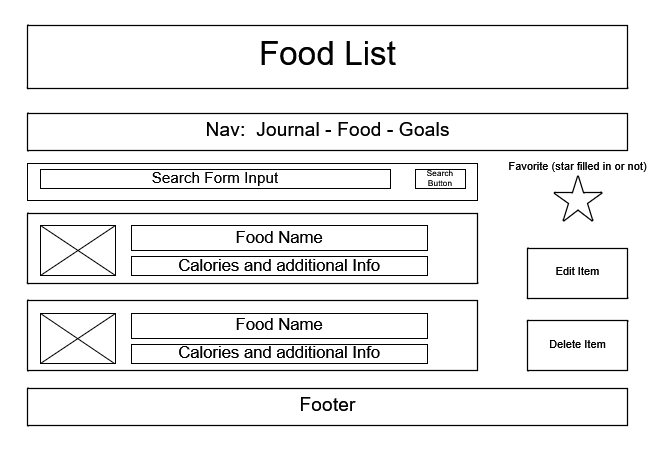 Food List
Nav:  Journal - Food - Goals
Search Form Input
Search
Button
Favorite (star filled in or not)
Food Name
Calories and additional Info
Edit Item
Food Name
Calories and additional Info
Delete Item
Footer